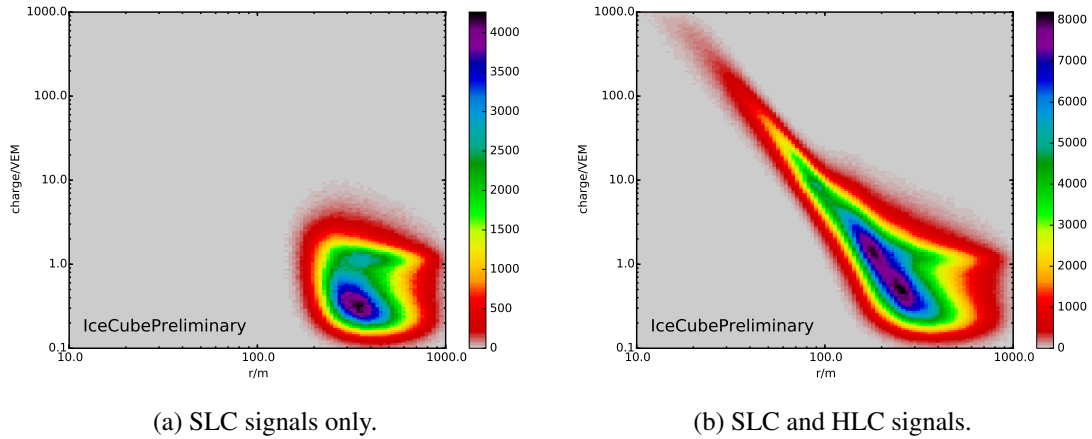 1000.0
100.0
10.0
1.0
0.1
charge/VEM
10.0 100.0 1000.0
r/m
IceCubePreliminary
4000
3500
3000
2500
2000
1500
1000
500
0
(a) SLC signals only.
1000.0
100.0
10.0
1.0
0.1
charge/VEM
10.0 100.0 1000.0
r/m
IceCubePreliminary
8000
7000
6000
5000
4000
3000
2000
1000
0
(b) SLC and HLC signals.